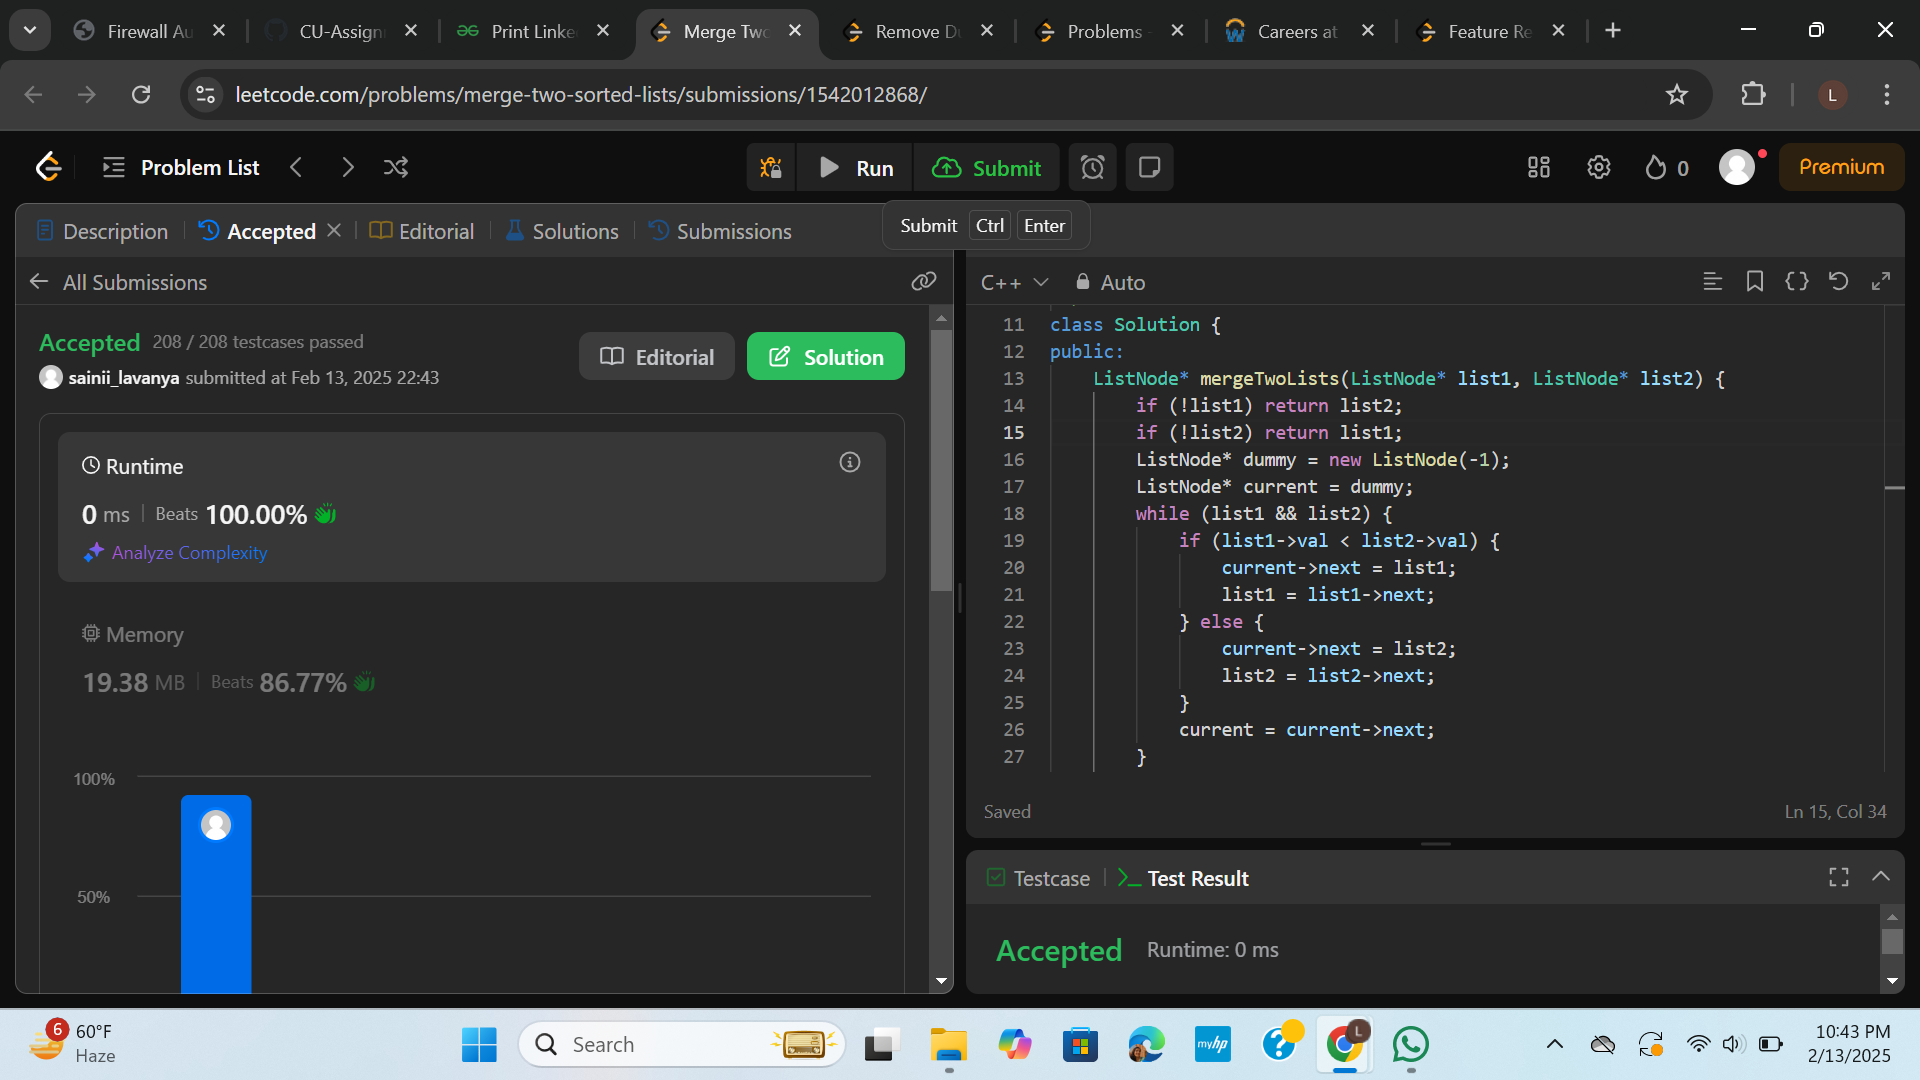 Firewall Au
CU-Assign
Print Linke
Merge Two
Remove Du
Problems -
Careers at
Feature Re
leetcode.com/problems/merge-two-sorted-lists/submissions/1542012868/
L
Problem List
Run
Submit
0
Premium
Description
Accepted
Editorial
Solutions
Submissions
Submit Ctrl Enter
All Submissions
Accepted 208 / 208 testcases passed
sainii_lavanya submitted at Feb 13, 2025 22:43
Editorial
Solution
Runtime
0 ms Beats 100.00%
Analyze Complexity
Memory
19.38 MB Beats 86.77%
100%
50%
C++ Auto
11 class Solution {
12 public:
13 ListNode* mergeTwoLists(ListNode* list1, ListNode* list2) {
14 if (!list1) return list2;
15 if (!list2) return list1;
16 ListNode* dummy = new ListNode(-1);
17 ListNode* current = dummy;
18 while (list1 && list2) {
19 if (list1->val < list2->val) {
20 current->next = list1;
21 list1 = list1->next;
22 } else {
23 current->next = list2;
24 list2 = list2->next;
25 }
26 current = current->next;
27 }
Saved
Ln 15, Col 34
Testcase
Test Result
Accepted Runtime: 0 ms
6
60°F
Haze
Search
myhp
L
10:43 PM
2/13/2025